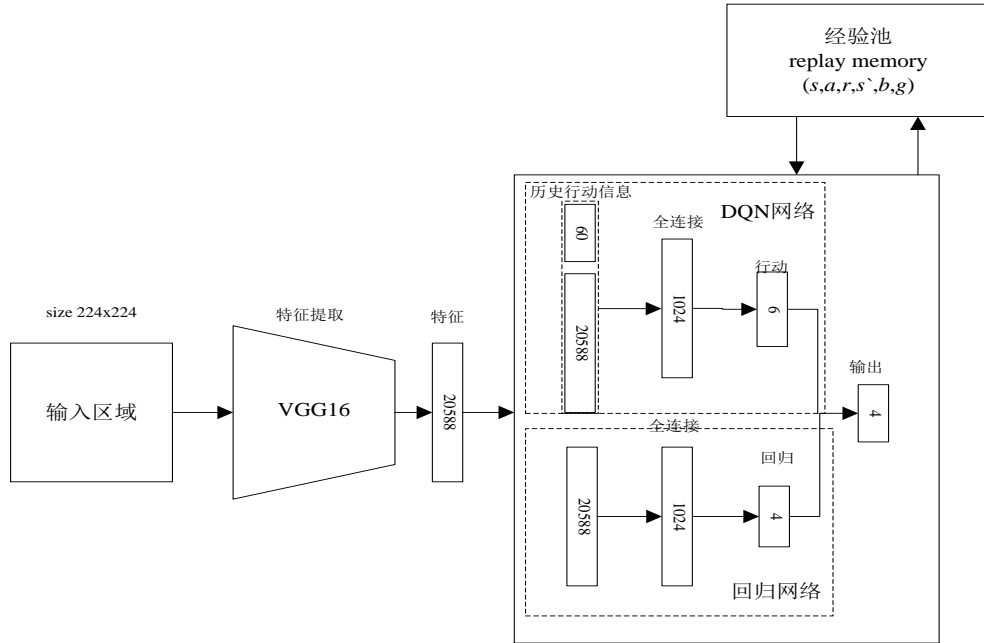 经验池
replay memory
(s,a,r,s`,b,g)
历史行动信息
DQN网络
60
全连接
行动
20588
1024
6
size 224x224
特征提取
特征
输入区域
VGG16
20588
输出
4
全连接
回归
20588
1024
4
回归网络